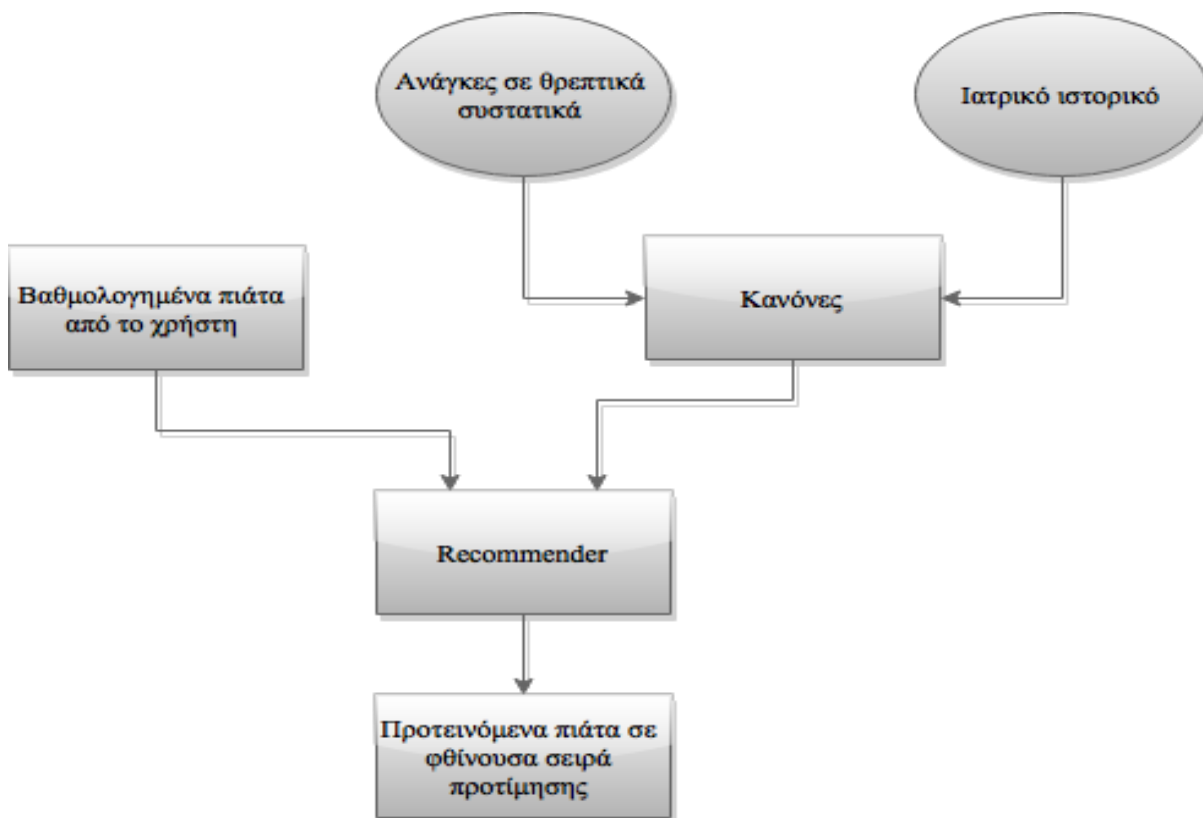 Ανάγκες σε θρεπτικά
συστατικά
Ιατρικό ιστορικό
Βαθμολογημένα πιάτα
από το χρήστη
Κανόνες
Recommender
Προτεινόμενα πιάτα σε
φθίνουσα σειρά
προτίμησης